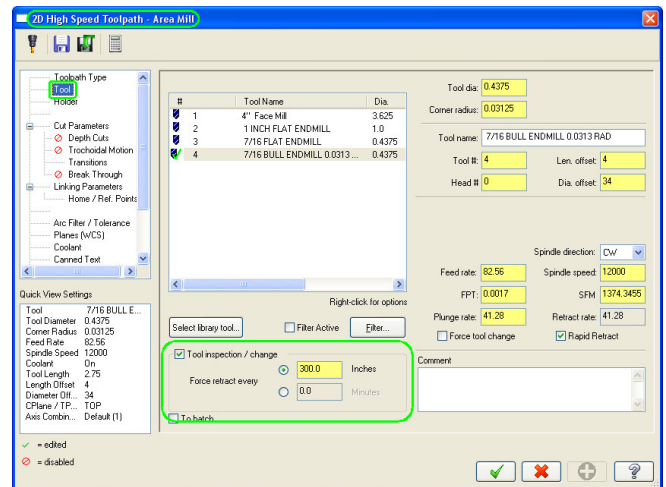 2D High Speed Toolpath - Area Mill
Toolpath Type
Tool
Holder
Cut Parameters
Depth Cuts
Trochoidal Motion
Transitions
Break Through
Linking Parameters
Home / Ref. Points
Arc Filter / Tolerance
Planes (WCS)
Coolant
Canned Text
Quick View Settings
Tool 7/16 BULL E...
Tool Diameter 0.4375
Corner Radius 0.03125
Feed Rate 82.56
Spindle Speed 12000
Coolant On
Tool Length 2.75
Length Offset 4
Diameter Off... 34
CPlane / TP... TOP
Axis Combin... Default (1)
= edited
= disabled
# Tool Name Dia.
1 4" Face Mill 3.625
2 1 INCH FLAT ENDMILL 1.0
3 7/16 FLAT ENDMILL 0.4375
4 7/16 BULL ENDMILL 0.0313 ... 0.4375
Right-click for options
Select library tool...
Filter Active
Filter...
Tool inspection / change
Force retract every
300.0 Inches
0.0 Minutes
To batch
Tool dia: 0.4375
Corner radius: 0.03125
Tool name: 7/16 BULL ENDMILL 0.0313 RAD
Tool #: 4 Len. offset: 4
Head # 0 Dia. offset: 34
Spindle direction: CW
Feed rate: 82.56 Spindle speed: 12000
FPT: 0.0017 SFM 1374.3455
Plunge rate: 41.28 Retract rate: 41.28
Force tool change Rapid Retract
Comment